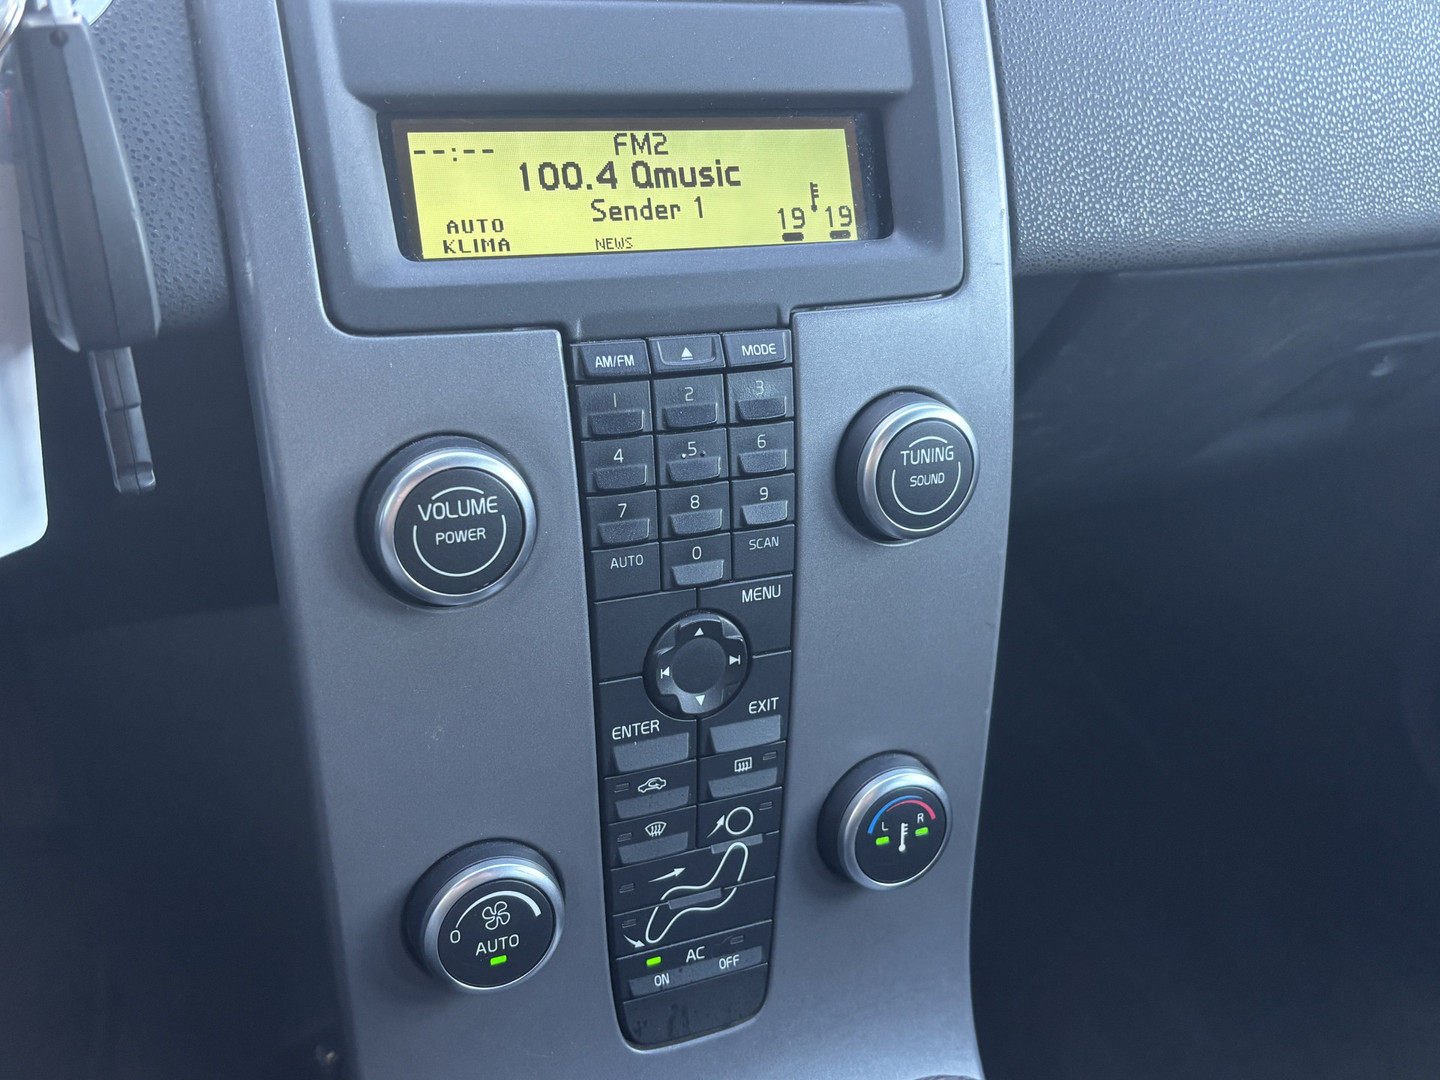 --:--
FM2
100.4 Qmusic
Sender 1
AUTO
KLIMA
NEWS
19 19
AM/FM
MODE
1 2 3
4 5 6
7 8 9
AUTO 0 SCAN
MENU
ENTER
EXIT
VOLUME
POWER
TUNING
SOUND
0
AUTO
L R
AC
ON OFF